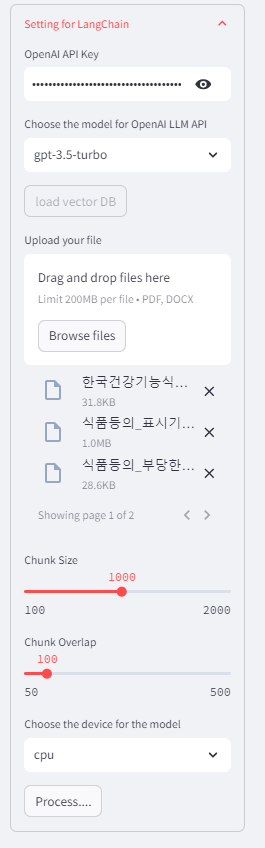 Setting for LangChain
OpenAI API Key
••••••••••••••••••••••••••••••••••••••
Choose the model for OpenAI LLM API
gpt-3.5-turbo
load vector DB
Upload your file
Drag and drop files here
Limit 200MB per file • PDF, DOCX
Browse files
한국건강기능식...
31.8KB
식품등의_표시기...
1.0MB
식품등의_부당한...
28.6KB
Showing page 1 of 2
Chunk Size
1000
100 2000
Chunk Overlap
100
50 500
Choose the device for the model
cpu
Process....